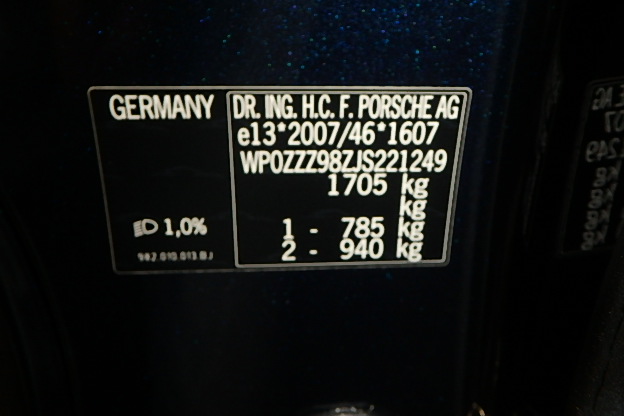 GERMANY
DR. ING. H.C. F. PORSCHE AG
e13*2007/46*1607
WP0ZZZ98ZJS221249
1705 kg
kg
1 - 785 kg
2 - 940 kg
1,0%
982.010.013.BJ